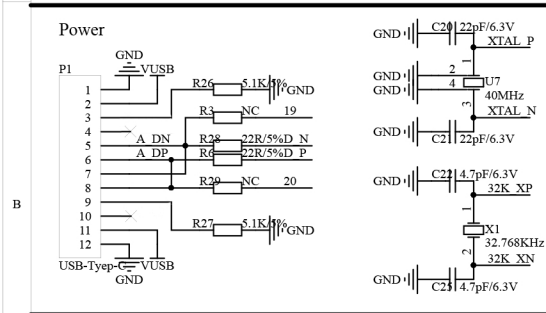 Power
C20 22pF/6.3V
GND
XTAL_P
1
GND
2
GND
4
U7
40MHz
3
XTAL_N
GND
C21 22pF/6.3V
P1
GND
VUSB
1
2
3
4
5
6
7
8
9
10
11
12
USB-Tyep-C
VUSB
GND
R26 5.1K/5%
GND
R3 NC 19
A_DN R28 22R/5% D_N
A_DP R6 22R/5% D_P
R29 NC 20
R27 5.1K/5%
GND
B
GND
C22 4.7pF/6.3V
32K_XP
1
X1
32.768KHz
2
32K_XN
GND
C25 4.7pF/6.3V